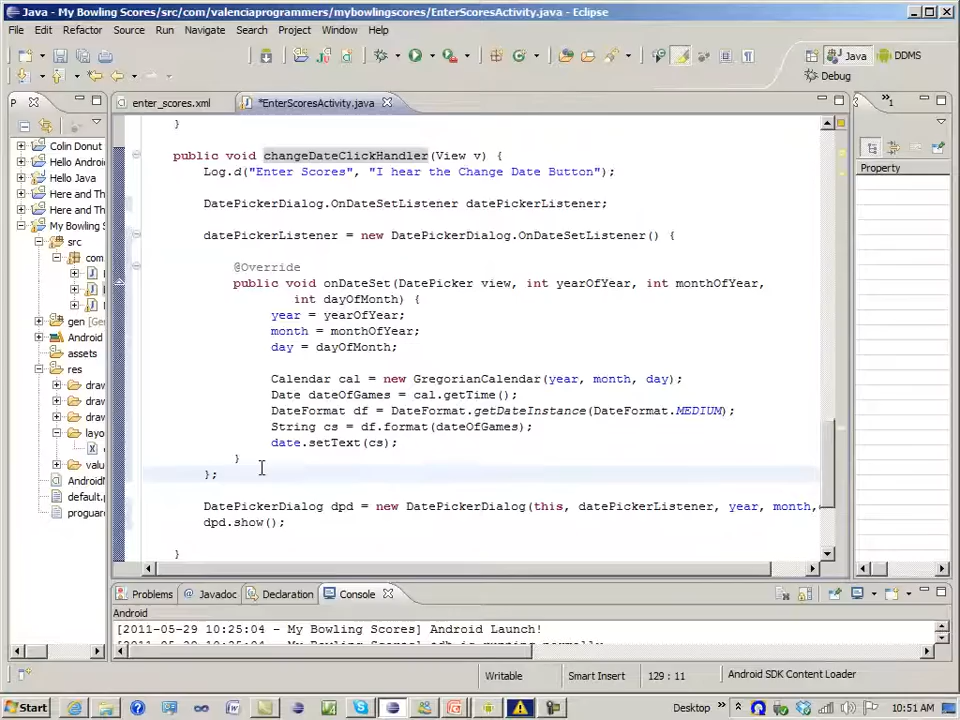 Java - My Bowling Scores/src/com/valenciaprogrammers/mybowlingscores/EnterScoresActivity.java - Eclipse
File Edit Refactor Source Run Navigate Search Project Window Help
Java DDMS
Debug
P
enter_scores.xml *EnterScoresActivity.java
1
Colin Donut
Hello Androi
Hello Java
Here and Th
Here and Th
My Bowling
src
com
gen [Ge
Android
assets
res
draw
draw
draw
layo
valu
AndroidM
default.p
proguar
}
public void changeDateClickHandler(View v) {
Log.d("Enter Scores", "I hear the Change Date Button");
DatePickerDialog.OnDateSetListener datePickerListener;
datePickerListener = new DatePickerDialog.OnDateSetListener() {
@Override
public void onDateSet(DatePicker view, int yearOfYear, int monthOfYear,
int dayOfMonth) {
year = yearOfYear;
month = monthOfYear;
day = dayOfMonth;
Calendar cal = new GregorianCalendar(year, month, day);
Date dateOfGames = cal.getTime();
DateFormat df = DateFormat.getDateInstance(DateFormat.MEDIUM);
String cs = df.format(dateOfGames);
date.setText(cs);
}
};
DatePickerDialog dpd = new DatePickerDialog(this, datePickerListener, year, month,
dpd.show();
}
Property
Problems Javadoc Declaration Console
Android
[2011-05-29 10:25:04 - My Bowling Scores] Android Launch!
Writable Smart Insert 129 : 11 Android SDK Content Loader
Start Desktop 10:51 AM